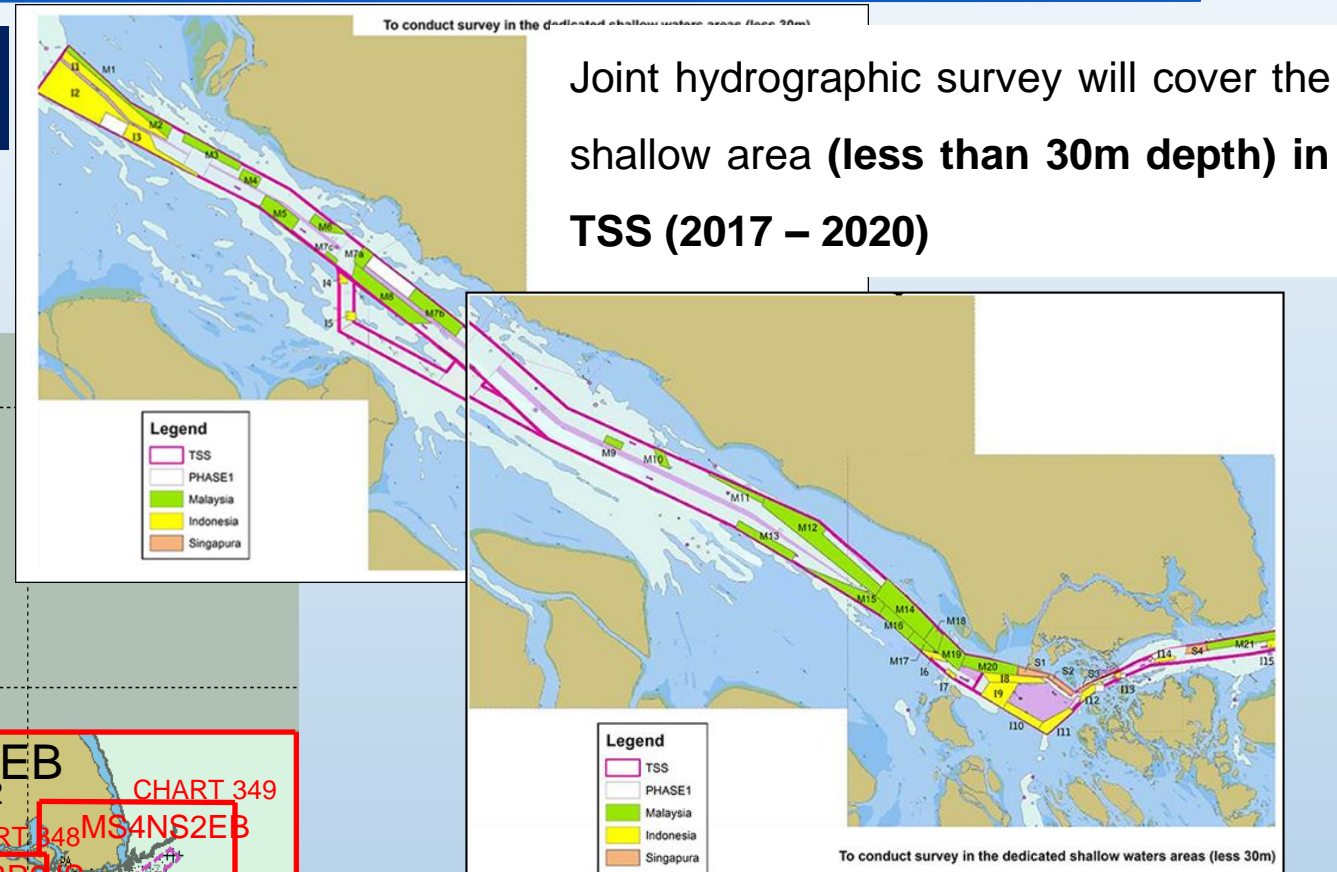 To conduct survey in the dedicated shallow waters areas (less 30m)
Joint hydrographic survey will cover the
shallow area (less than 30m depth) in
TSS (2017 – 2020)
I1
M1
I2
M2
I3
M3
M4
M5
M6
M7c
M7a
I4
M8
M7b
I5
Legend
TSS
PHASE1
Malaysia
Indonesia
Singapura
M9
M10
M11
M12
M13
M15
M14
M16
M18
M17
M19
M20
I6
I7
I8
I9
I10
I11
S1
S2
S3
I12
I13
I14
S4
M21
I15
Legend
TSS
PHASE1
Malaysia
Indonesia
Singapura
To conduct survey in the dedicated shallow waters areas (less 30m)
EB
CHART 349
348
MS4NS2EB